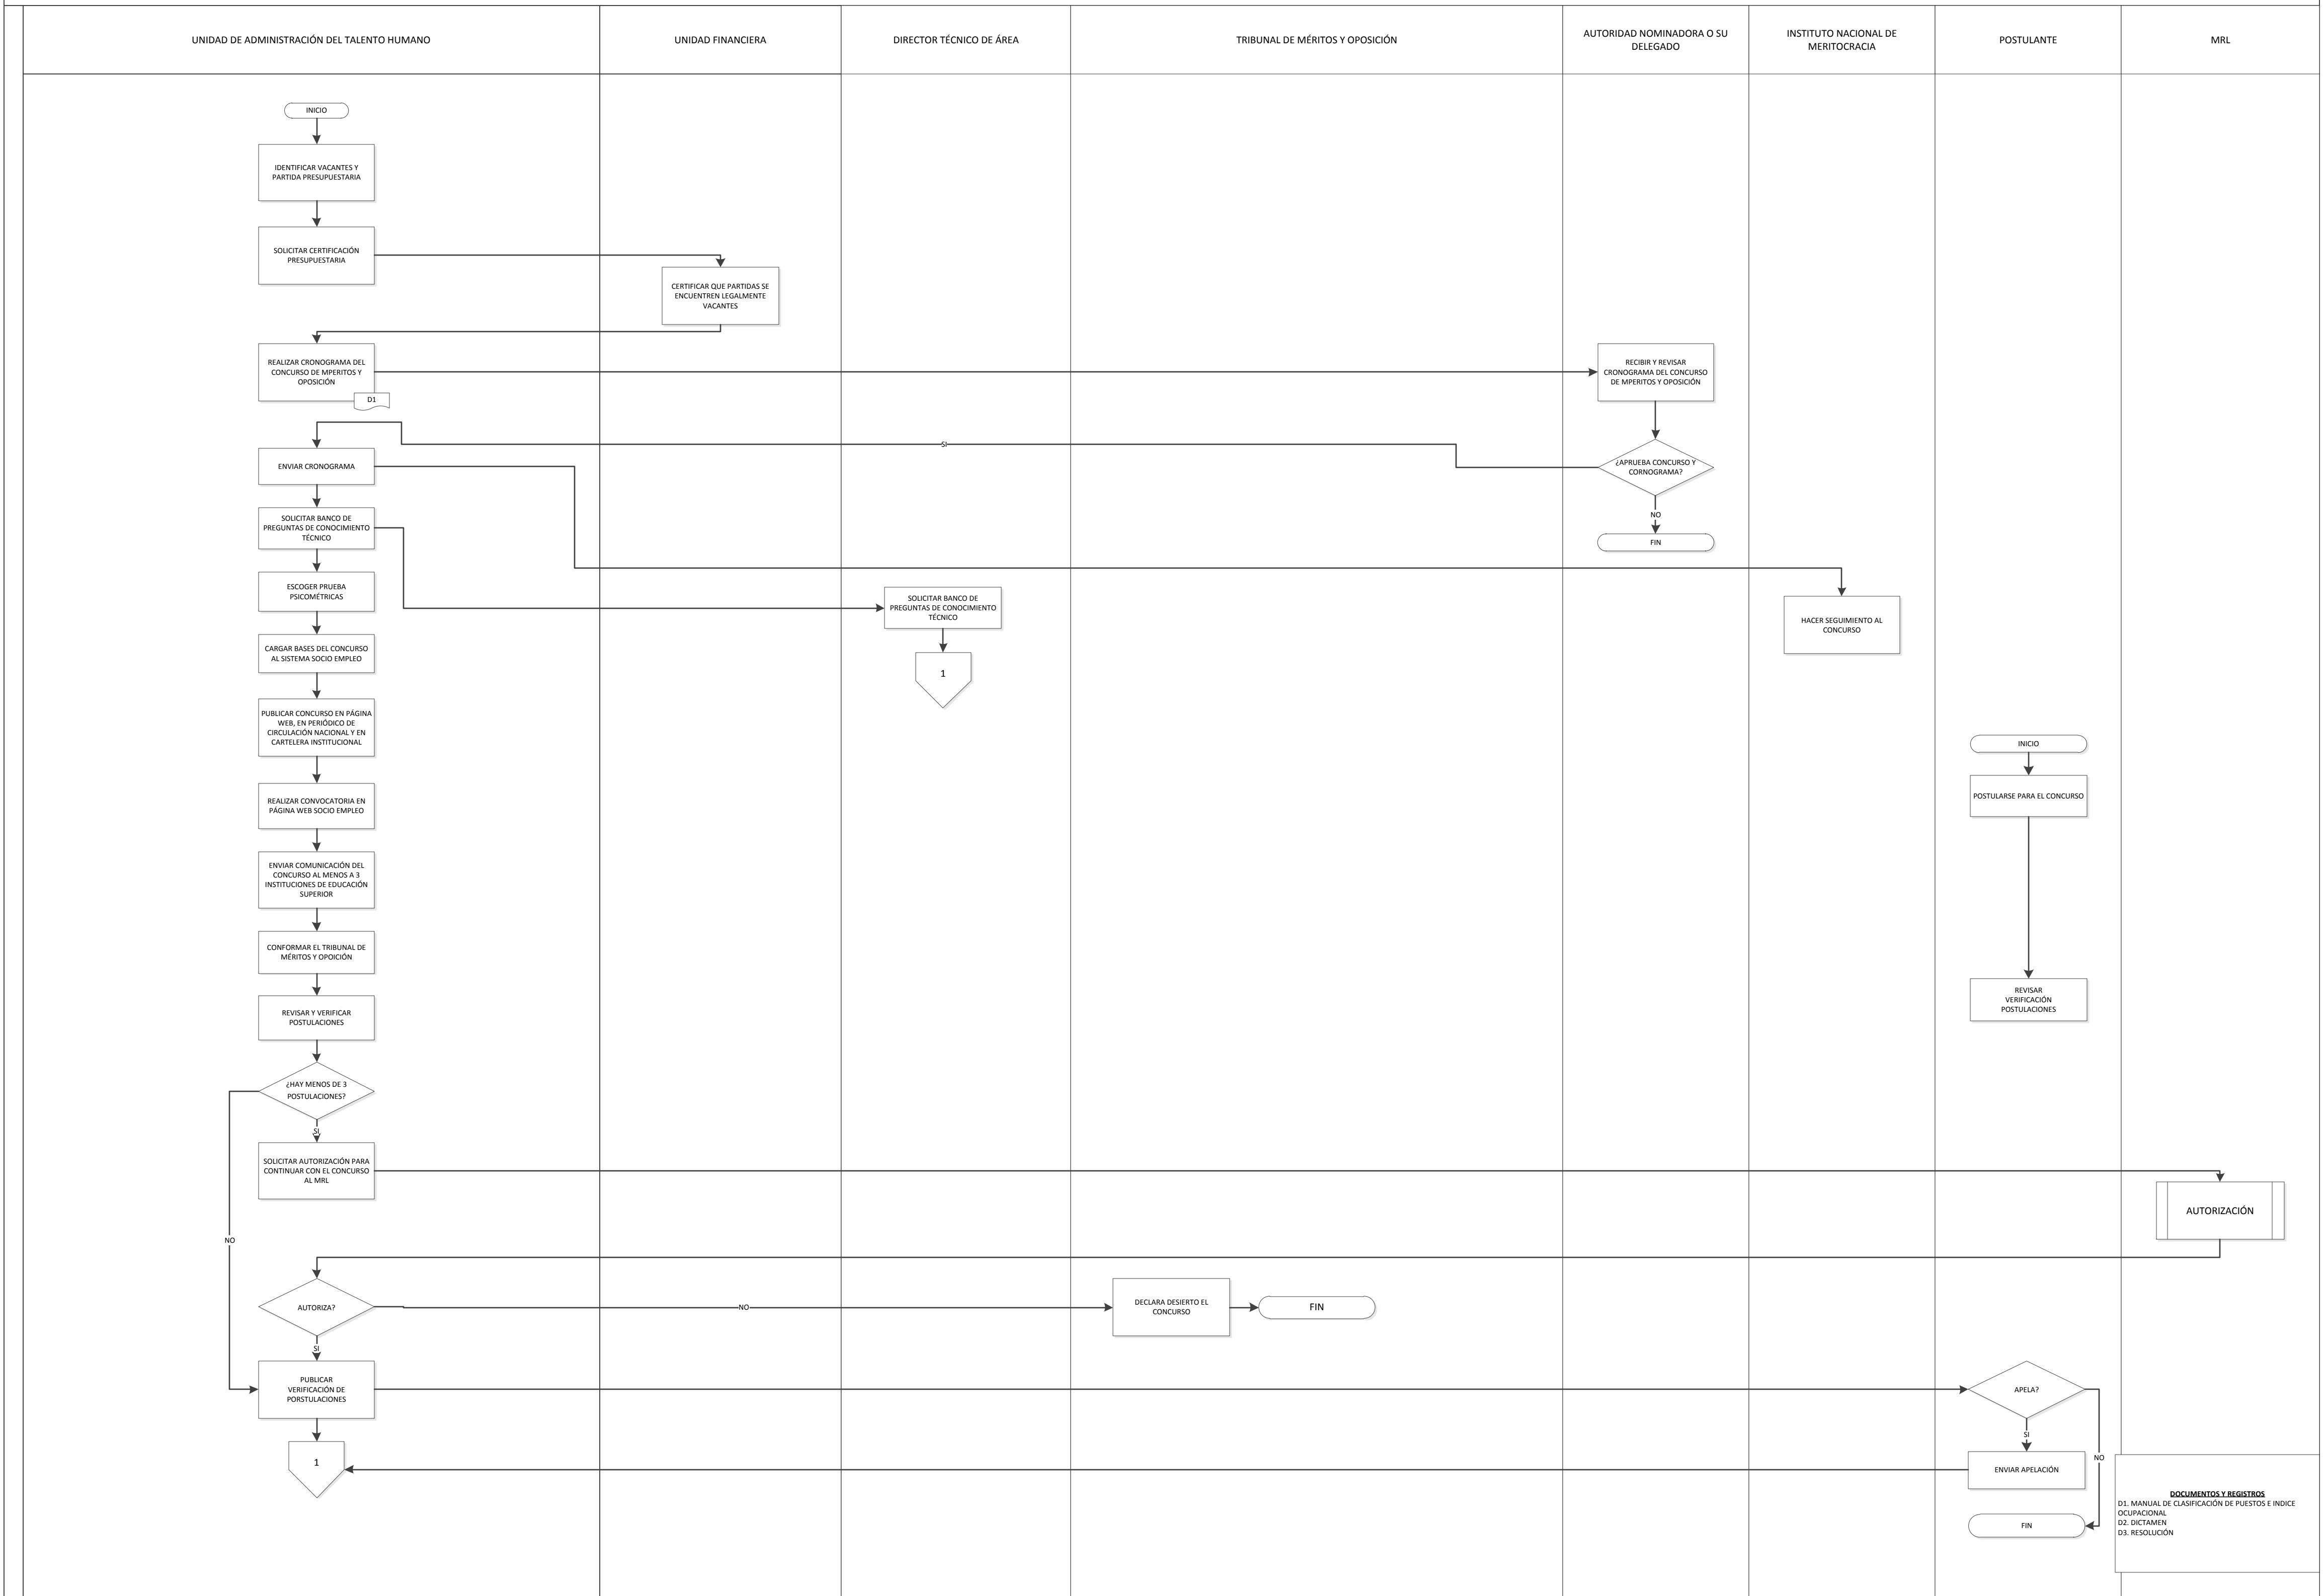 UNIDAD DE ADMINISTRACIÓN DEL TALENTO HUMANO
UNIDAD FINANCIERA
DIRECTOR TÉCNICO DE ÁREA
TRIBUNAL DE MÉRITOS Y OPOSICIÓN
AUTORIDAD NOMINADORA O SU
DELEGADO
INSTITUTO NACIONAL DE
MERITOCRACIA
POSTULANTE
MRL
INICIO
IDENTIFICAR VACANTES Y
PARTIDA PRESUPUESTARIA
SOLICITAR CERTIFICACIÓN
PRESUPUESTARIA
CERTIFICAR QUE PARTIDAS SE
ENCUENTREN LEGALMENTE
VACANTES
REALIZAR CRONOGRAMA DEL
CONCURSO DE MPERITOS Y
OPOSICIÓN
D1
RECIBIR Y REVISAR
CRONOGRAMA DEL CONCURSO
DE MPERITOS Y OPOSICIÓN
¿APRUEBA CONCURSO Y
CORNOGRAMA?
SI
NO
FIN
ENVIAR CRONOGRAMA
SOLICITAR BANCO DE
PREGUNTAS DE CONOCIMIENTO
TÉCNICO
ESCOGER PRUEBA
PSICOMÉTRICAS
SOLICITAR BANCO DE
PREGUNTAS DE CONOCIMIENTO
TÉCNICO
1
HACER SEGUIMIENTO AL
CONCURSO
CARGAR BASES DEL CONCURSO
AL SISTEMA SOCIO EMPLEO
PUBLICAR CONCURSO EN PÁGINA
WEB, EN PERIÓDICO DE
CIRCULACIÓN NACIONAL Y EN
CARTELERA INSTITUCIONAL
INICIO
POSTULARSE PARA EL CONCURSO
REALIZAR CONVOCATORIA EN
PÁGINA WEB SOCIO EMPLEO
ENVIAR COMUNICACIÓN DEL
CONCURSO AL MENOS A 3
INSTITUCIONES DE EDUCACIÓN
SUPERIOR
CONFORMAR EL TRIBUNAL DE
MÉRITOS Y OPOICIÓN
REVISAR Y VERIFICAR
POSTULACIONES
REVISAR
VERIFICACIÓN
POSTULACIONES
¿HAY MENOS DE 3
POSTULACIONES?
SI
SOLICITAR AUTORIZACIÓN PARA
CONTINUAR CON EL CONCURSO
AL MRL
AUTORIZACIÓN
NO
AUTORIZA?
NO
DECLARA DESIERTO EL
CONCURSO
FIN
SI
PUBLICAR
VERIFICACIÓN DE
PORSTULACIONES
APELA?
SI
NO
1
ENVIAR APELACIÓN
FIN
DOCUMENTOS Y REGISTROS
D1. MANUAL DE CLASIFICACIÓN DE PUESTOS E INDICE
OCUPACIONAL
D2. DICTAMEN
D3. RESOLUCIÓN